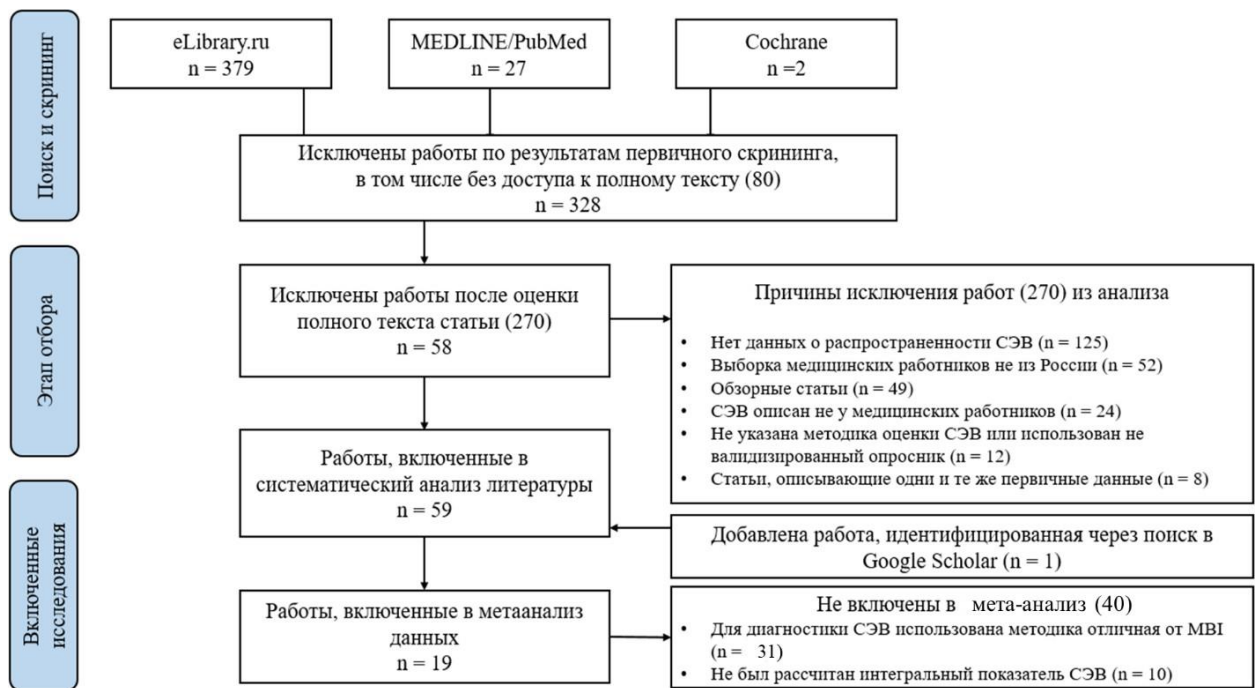 Поиск и скрининг
eLibrary.ru
n = 379
MEDLINE/PubMed
n = 27
Cochrane
n =2
Исключены работы по результатам первичного скрининга,
в том числе без доступа к полному тексту (80)
n = 328
Этап отбора
Исключены работы после оценки
полного текста статьи (270)
n = 58
Причины исключения работ (270) из анализа
• Нет данных о распространенности СЭВ (n = 125)
• Выборка медицинских работников не из России (n = 52)
• Обзорные статьи (n = 49)
• СЭВ описан не у медицинских работников (n = 24)
• Не указана методика оценки СЭВ или использован не
валидизированный опросник (n = 12)
• Статьи, описывающие одни и те же первичные данные (n = 8)
Работы, включенные в
систематический анализ литературы
n = 59
Включенные
исследования
Добавлена работа, идентифицированная через поиск в
Google Scholar (n = 1)
Работы, включенные в метаанализ
данных
n = 19
Не включены в мета-анализ (40)
• Для диагностики СЭВ использована методика отличная от MBI
(n = 31)
• Не был рассчитан интегральный показатель СЭВ (n = 10)